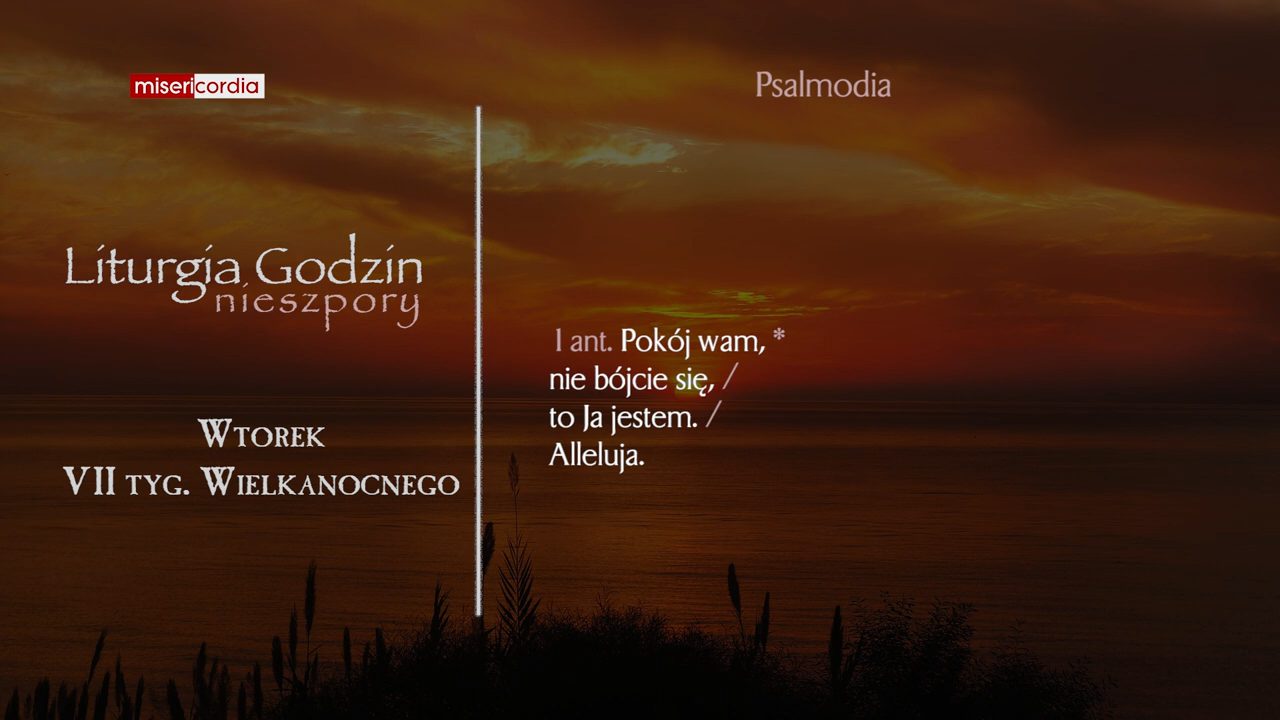 misericordia
Psalmodia
Liturgia Godzin
nieszpory
Wtorek
VII tyg. Wielkanocnego
1 ant. Pokój wam, *
nie bójcie się, /
to Ja jestem. /
Alleluja.